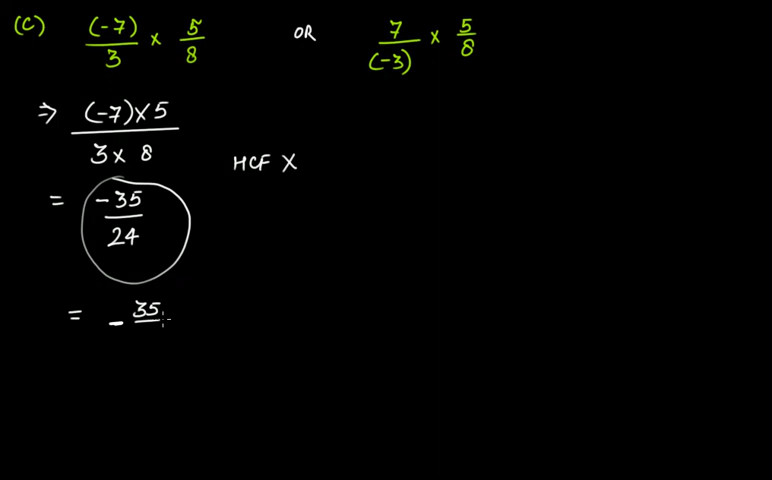 (C) (-7)/3 × 5/8 OR 7/(-3) × 5/8
⇒ (-7)×5 / 3×8
HCF X
= -35/24
= - 35